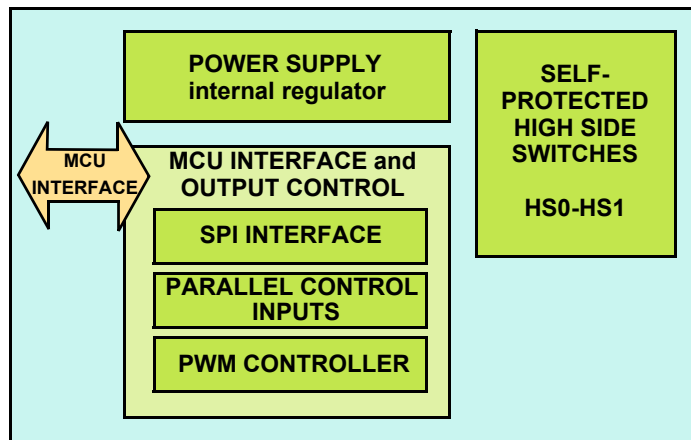 POWER SUPPLY
internal regulator
SELF-
PROTECTED
HIGH SIDE
SWITCHES
HS0-HS1
MCU
INTERFACE
MCU INTERFACE and
OUTPUT CONTROL
SPI INTERFACE
PARALLEL CONTROL
INPUTS
PWM CONTROLLER